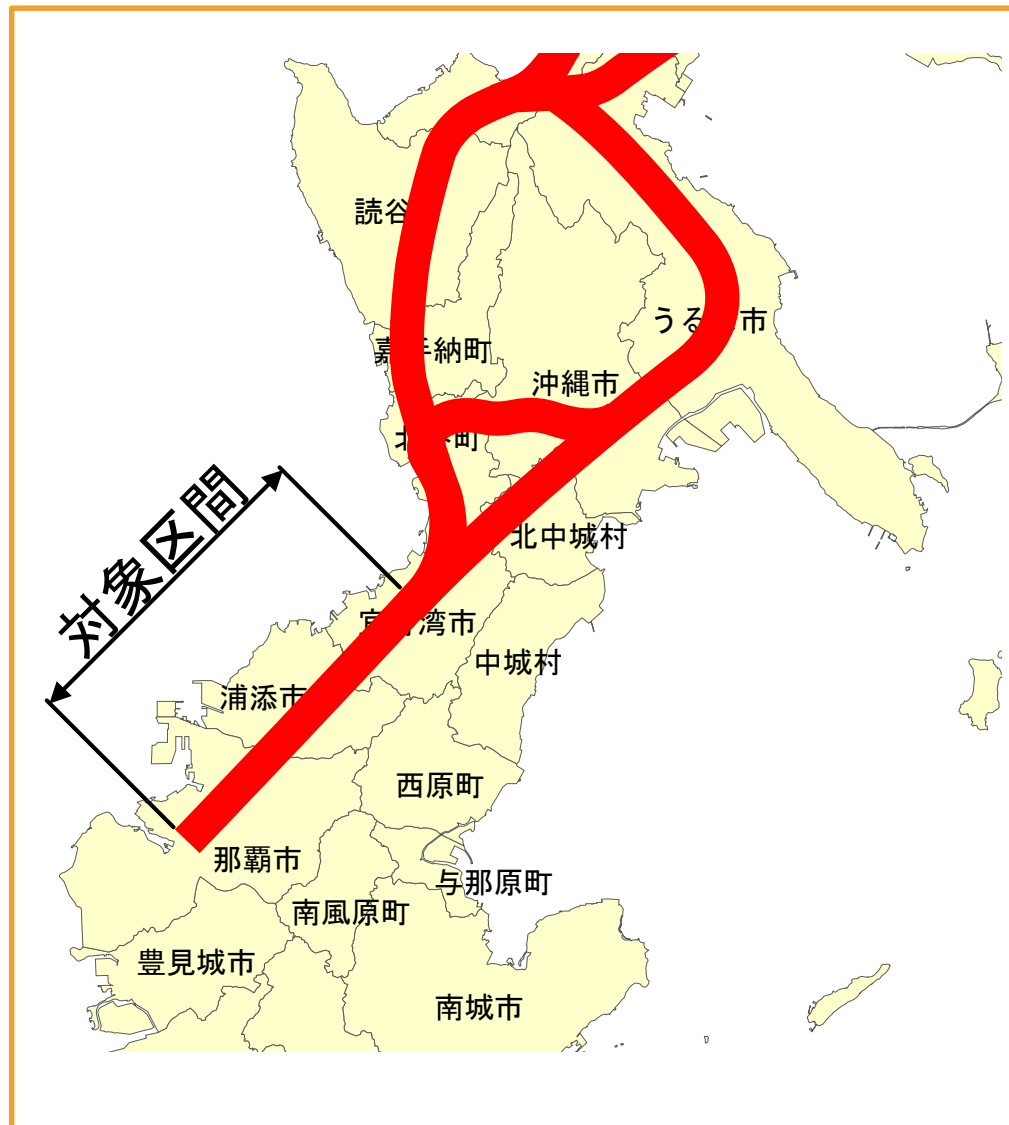 読谷
うる 市
嘉手納町
沖縄市
北 町
対象区間
北中城村
宜 湾市
中城村
浦添市
西原町
那覇市
与那原町
南風原町
豊見城市
南城市